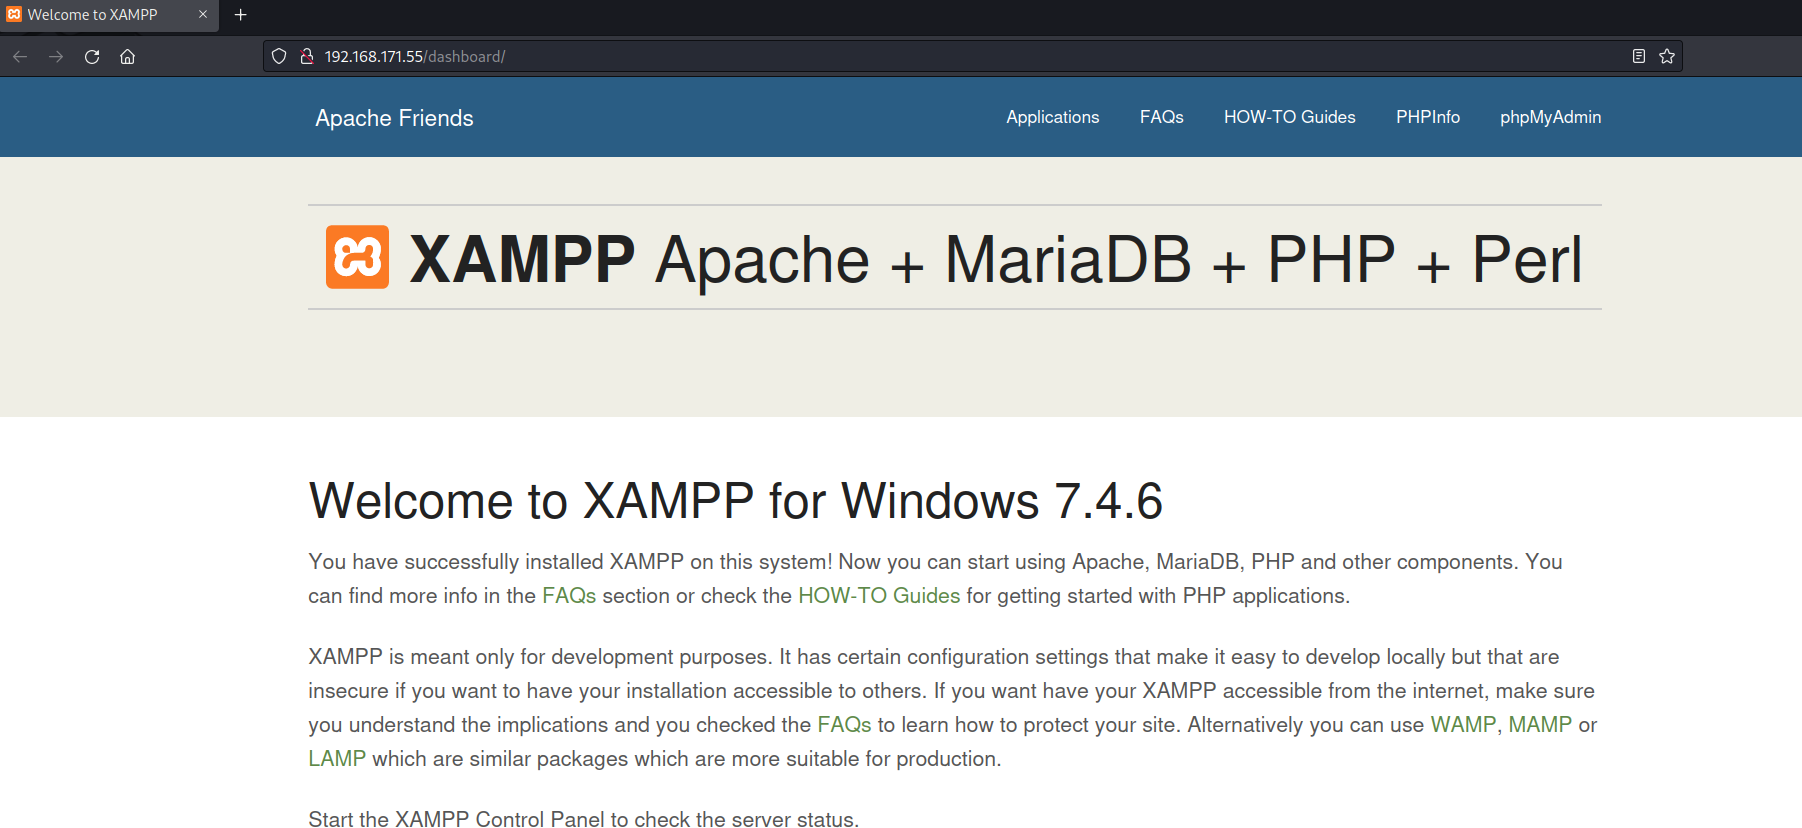 Welcome to XAMPP
192.168.171.55/dashboard/
Apache Friends
Applications
FAQs
HOW-TO Guides
PHPInfo
phpMyAdmin
XAMPP Apache + MariaDB + PHP + Perl
Welcome to XAMPP for Windows 7.4.6
You have successfully installed XAMPP on this system! Now you can start using Apache, MariaDB, PHP and other components. You
can find more info in the FAQs section or check the HOW-TO Guides for getting started with PHP applications.
XAMPP is meant only for development purposes. It has certain configuration settings that make it easy to develop locally but that are
insecure if you want to have your installation accessible to others. If you want have your XAMPP accessible from the internet, make sure
you understand the implications and you checked the FAQs to learn how to protect your site. Alternatively you can use WAMP, MAMP or
LAMP which are similar packages which are more suitable for production.
Start the XAMPP Control Panel to check the server status.